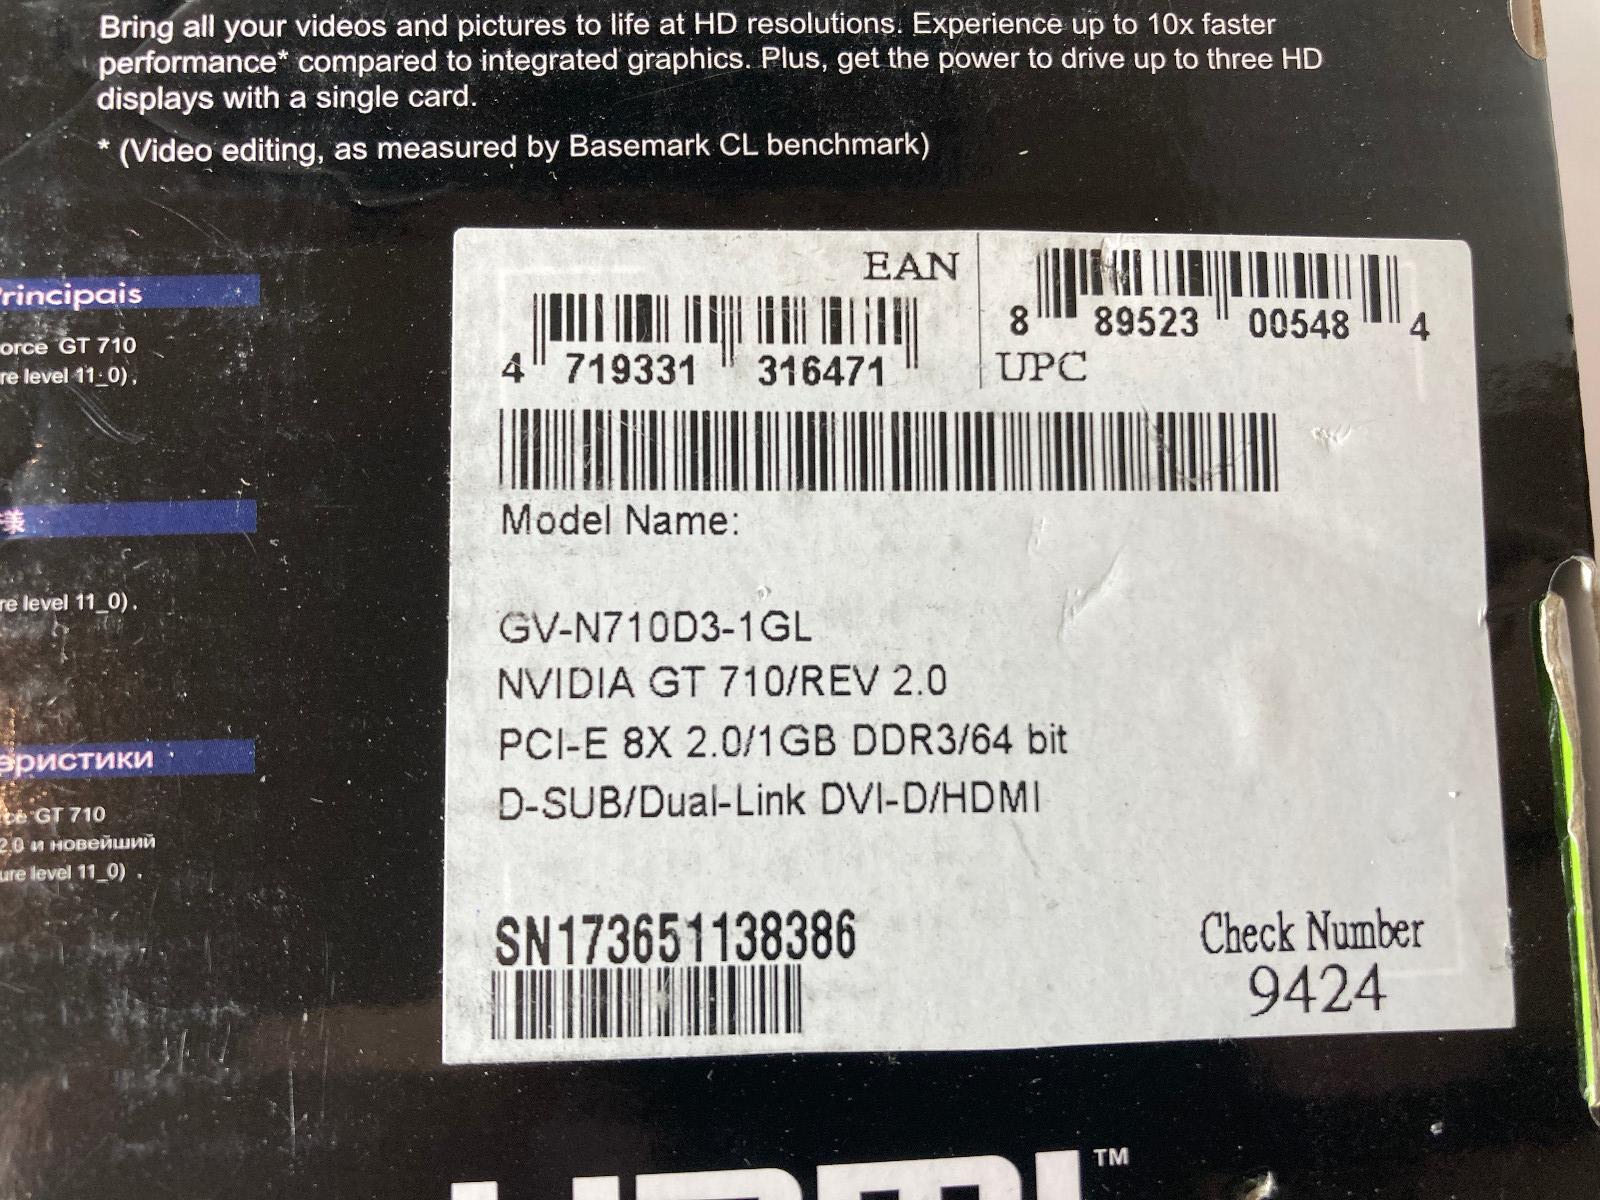 Bring all your videos and pictures to life at HD resolutions. Experience up to 10x faster
performance* compared to integrated graphics. Plus, get the power to drive up to three HD
displays with a single card.
* (Video editing, as measured by Basemark CL benchmark)
rincipais
orce GT 710
re level 11_0),
様
re level 11_0),
еристики
ce GT 710
2.0 и новейший
ure level 11_0) .
EAN
4 719331 316471
8 89523 00548 4
UPC
Model Name:
GV-N710D3-1GL
NVIDIA GT 710/REV 2.0
PCI-E 8X 2.0/1GB DDR3/64 bit
D-SUB/Dual-Link DVI-D/HDMI
SN173651138386
Check Number
9424
HDMI™